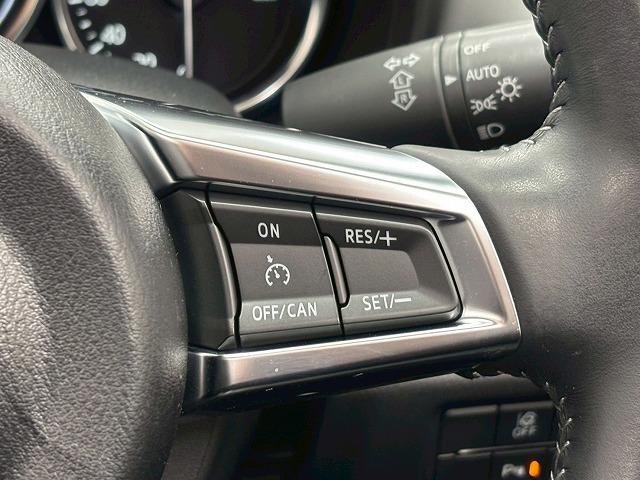 OFF
AUTO
L
R
ON
RES/+
OFF/CAN
SET/—
OFF
P